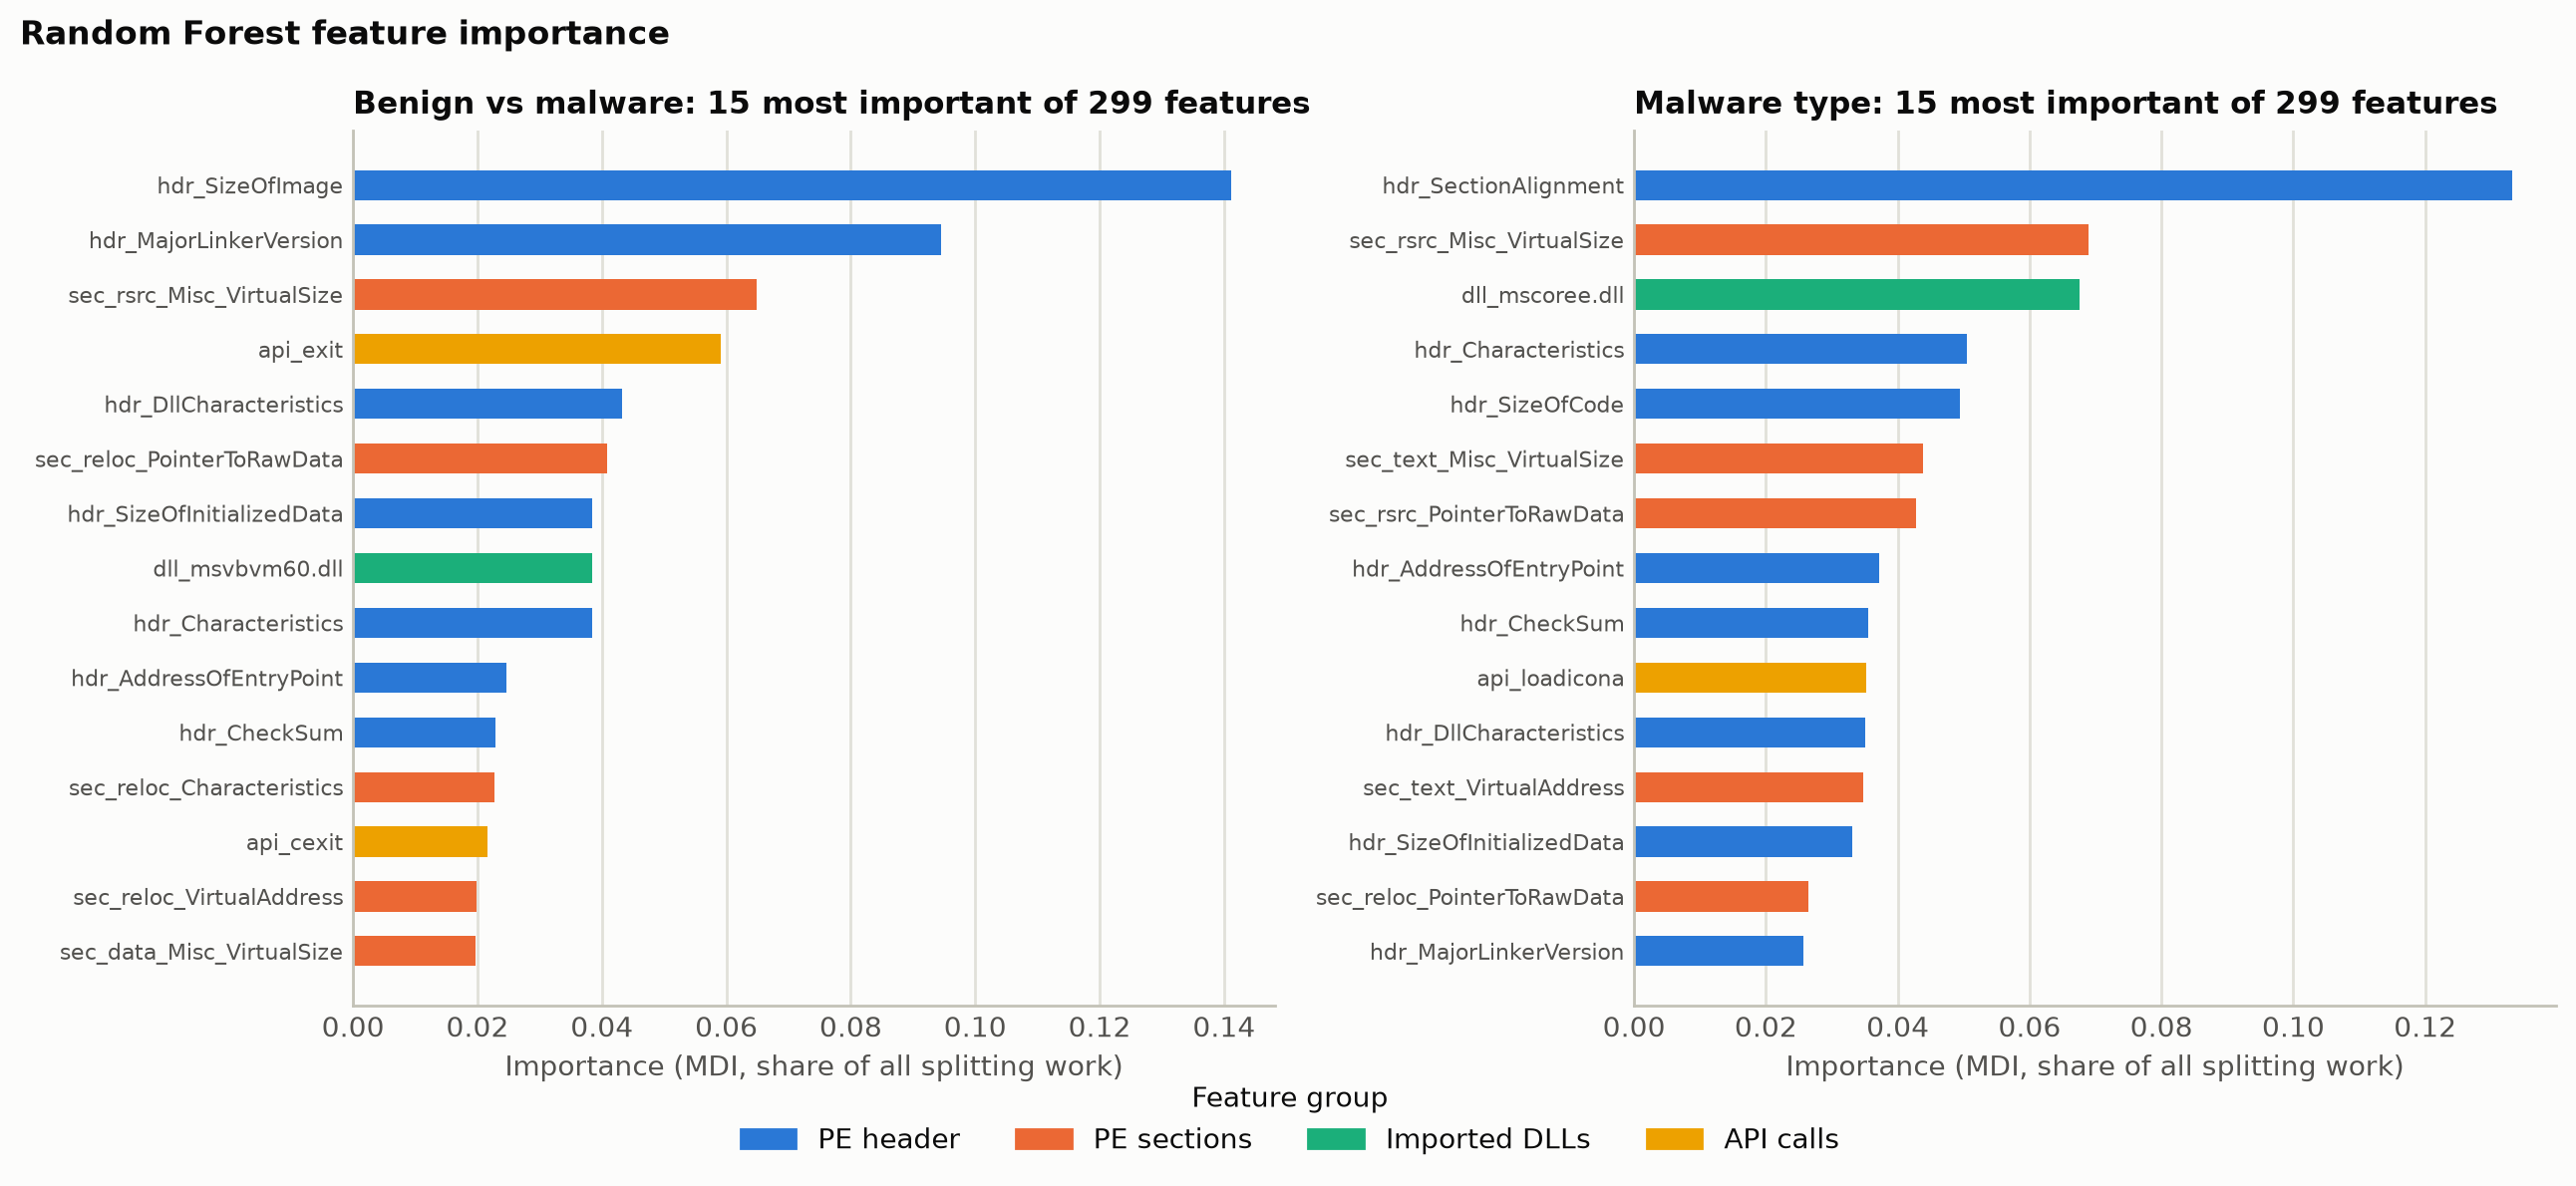 Random Forest feature importance
Benign vs malware: 15 most important of 299 features
hdr_SizeOfImage
hdr_MajorLinkerVersion
sec_rsrc_Misc_VirtualSize
api_exit
hdr_DllCharacteristics
sec_reloc_PointerToRawData
hdr_SizeOfInitializedData
dll_msvbvm60.dll
hdr_Characteristics
hdr_AddressOfEntryPoint
hdr_CheckSum
sec_reloc_Characteristics
api_cexit
sec_reloc_VirtualAddress
sec_data_Misc_VirtualSize
0.00 0.02 0.04 0.06 0.08 0.10 0.12 0.14
Importance (MDI, share of all splitting work)
Malware type: 15 most important of 299 features
hdr_SectionAlignment
sec_rsrc_Misc_VirtualSize
dll_mscoree.dll
hdr_Characteristics
hdr_SizeOfCode
sec_text_Misc_VirtualSize
sec_rsrc_PointerToRawData
hdr_AddressOfEntryPoint
hdr_CheckSum
api_loadicona
hdr_DllCharacteristics
sec_text_VirtualAddress
hdr_SizeOfInitializedData
sec_reloc_PointerToRawData
hdr_MajorLinkerVersion
0.00 0.02 0.04 0.06 0.08 0.10 0.12
Importance (MDI, share of all splitting work)
Feature group
PE header PE sections Imported DLLs API calls